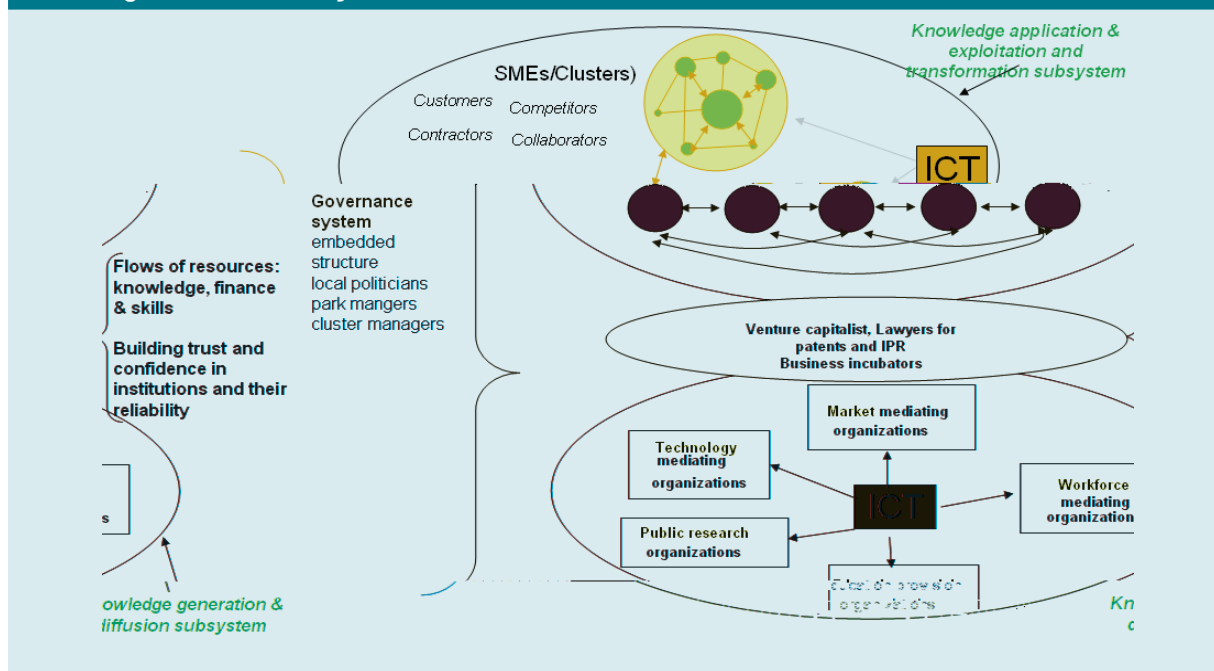 Knowledge application &
exploitation and
transformation subsystem
SMEs/Clusters)
Customers Competitors
Contractors Collaborators
ICT
Governance
system
embedded
structure
local politicians
park mangers
cluster managers
Flows of resources:
knowledge, finance
& skills
Building trust and
confidence in
institutions and their
reliability
Venture capitalist, Lawyers for
patents and IPR
Business incubators
Market mediating
organizations
Technology
mediating
organizations
Workforce
mediating
organization
ICT
Public research
organizations
s
provision
owledge generation &
iffusion subsystem
Kn